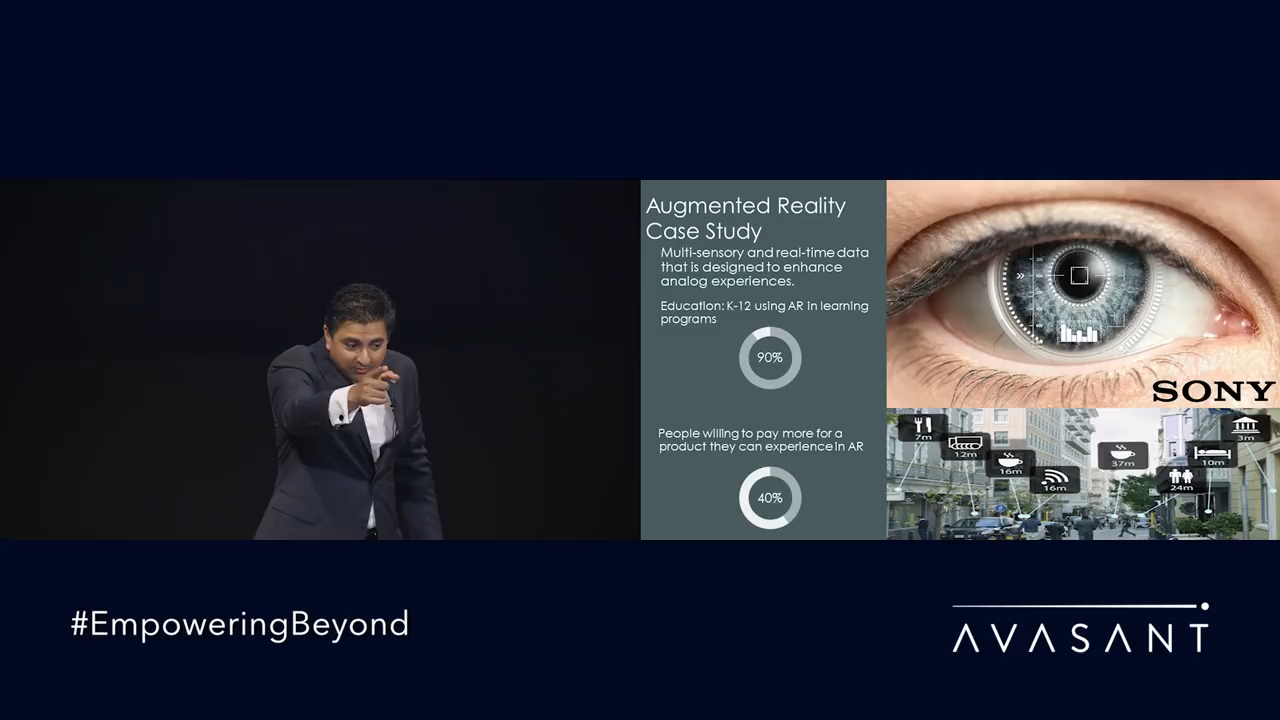 Augmented Reality
Case Study
Multi-sensory and real-time data
that is designed to enhance
analog experiences.
Education: K-12 using AR in learning
programs
90%
People willing to pay more for a
product they can experience in AR
40%
SONY
7m
12m
16m
16m
37m
24m
10m
3m
#EmpoweringBeyond
AVASANT